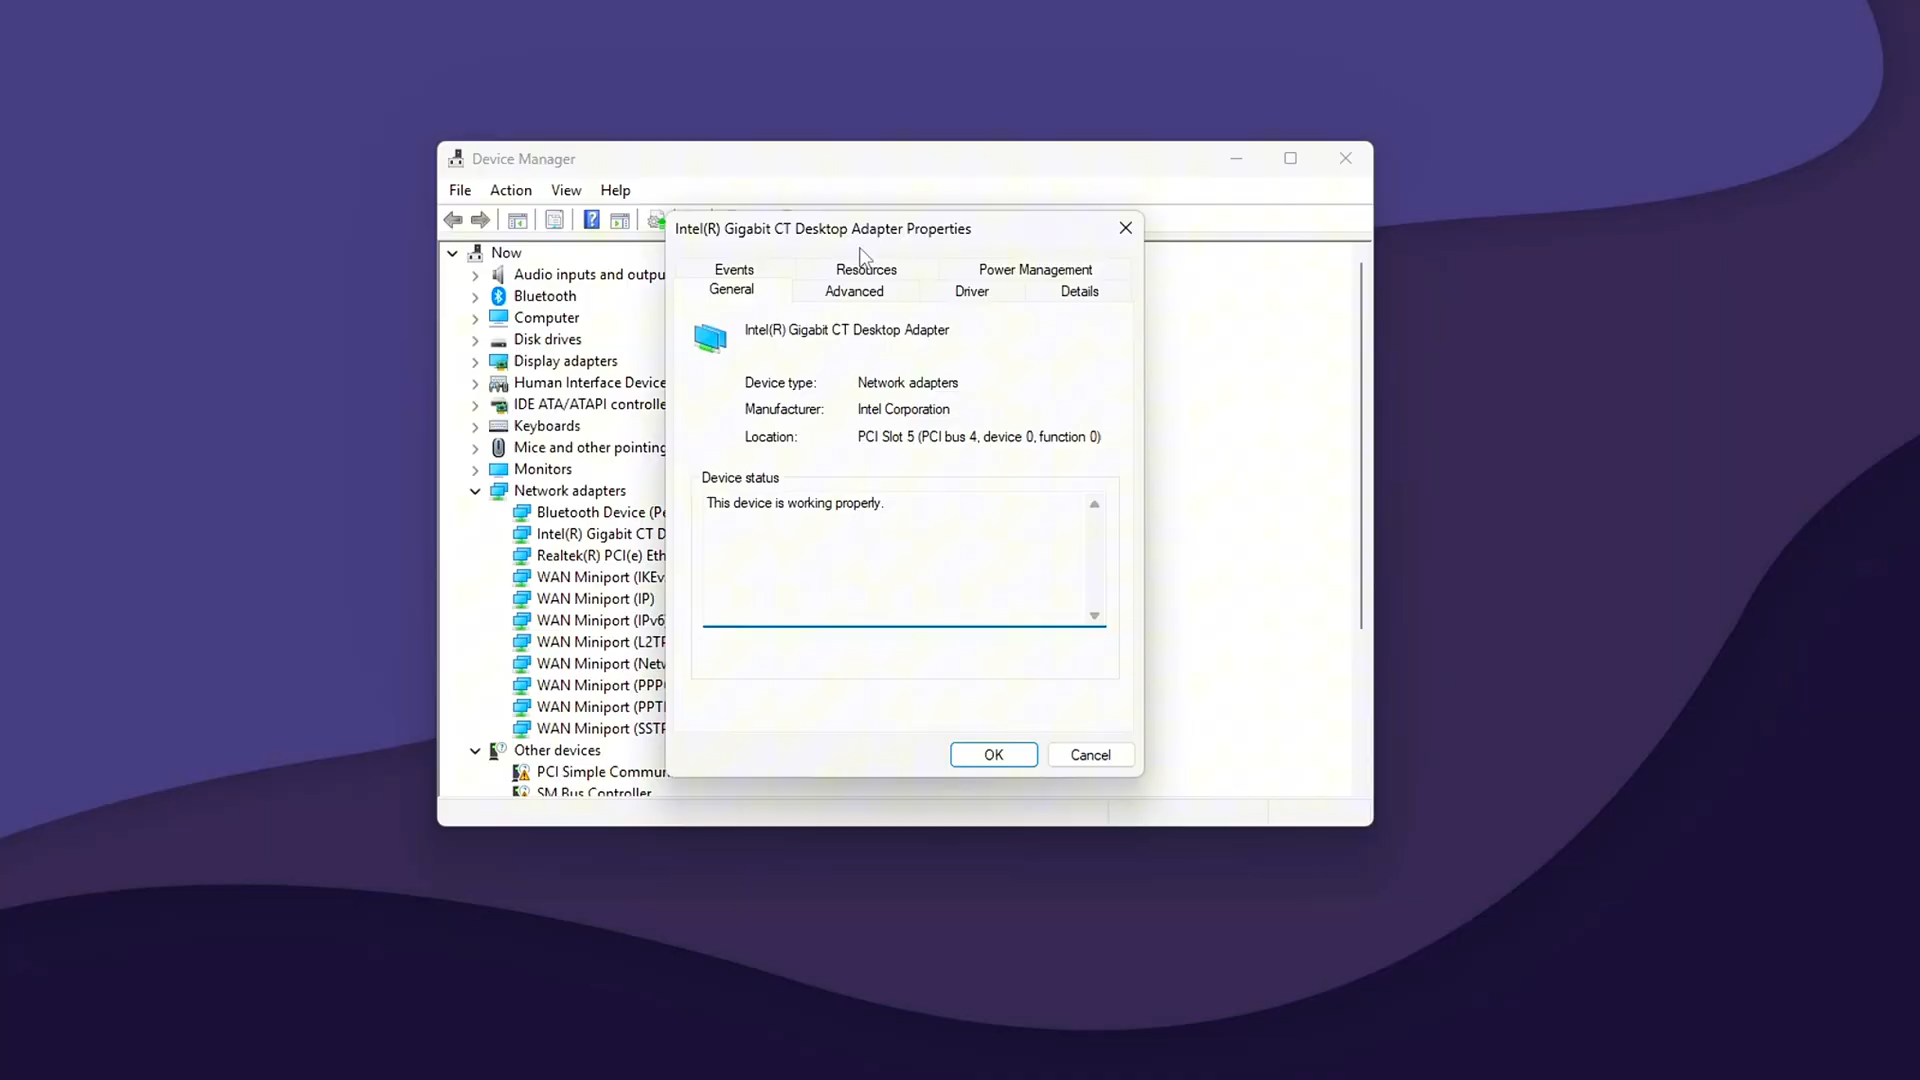 Device Manager
File Action View Help
Now
Audio inputs and outpu
Bluetooth
Computer
Disk drives
Display adapters
Human Interface Device
IDE ATA/ATAPI controlle
Keyboards
Mice and other pointing
Monitors
Network adapters
Bluetooth Device (Pe
Intel(R) Gigabit CT D
Realtek(R) PCI(e) Eth
WAN Miniport (IKEv
WAN Miniport (IP)
WAN Miniport (IPv6
WAN Miniport (L2TP
WAN Miniport (Netw
WAN Miniport (PPPO
WAN Miniport (PPTP
WAN Miniport (SSTP
Other devices
PCI Simple Commun
SM Bus Controller
Intel(R) Gigabit CT Desktop Adapter Properties
Events Resources Power Management
General Advanced Driver Details
Intel(R) Gigabit CT Desktop Adapter
Device type: Network adapters
Manufacturer: Intel Corporation
Location: PCI Slot 5 (PCI bus 4, device 0, function 0)
Device status
This device is working properly.
OK Cancel